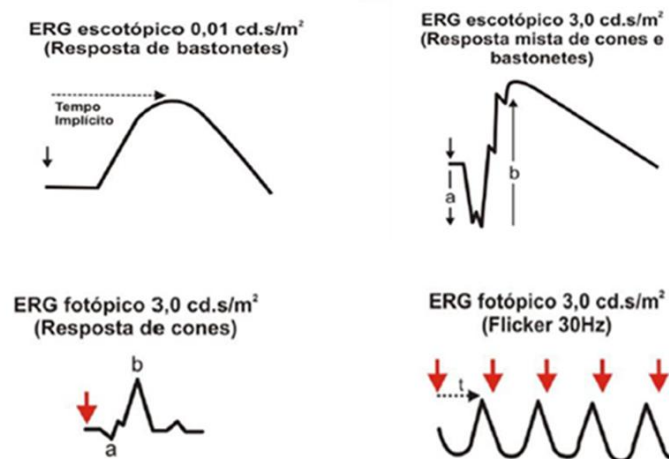 ERG escotópico 0,01 cd.s/m²
(Resposta de bastonetes)
Tempo
Implícito
ERG escotópico 3,0 cd.s/m²
(Resposta mista de cones e
bastonetes)
a
b
ERG fotópico 3,0 cd.s/m²
(Resposta de cones)
b
a
ERG fotópico 3,0 cd.s/m²
(Flicker 30Hz)
t